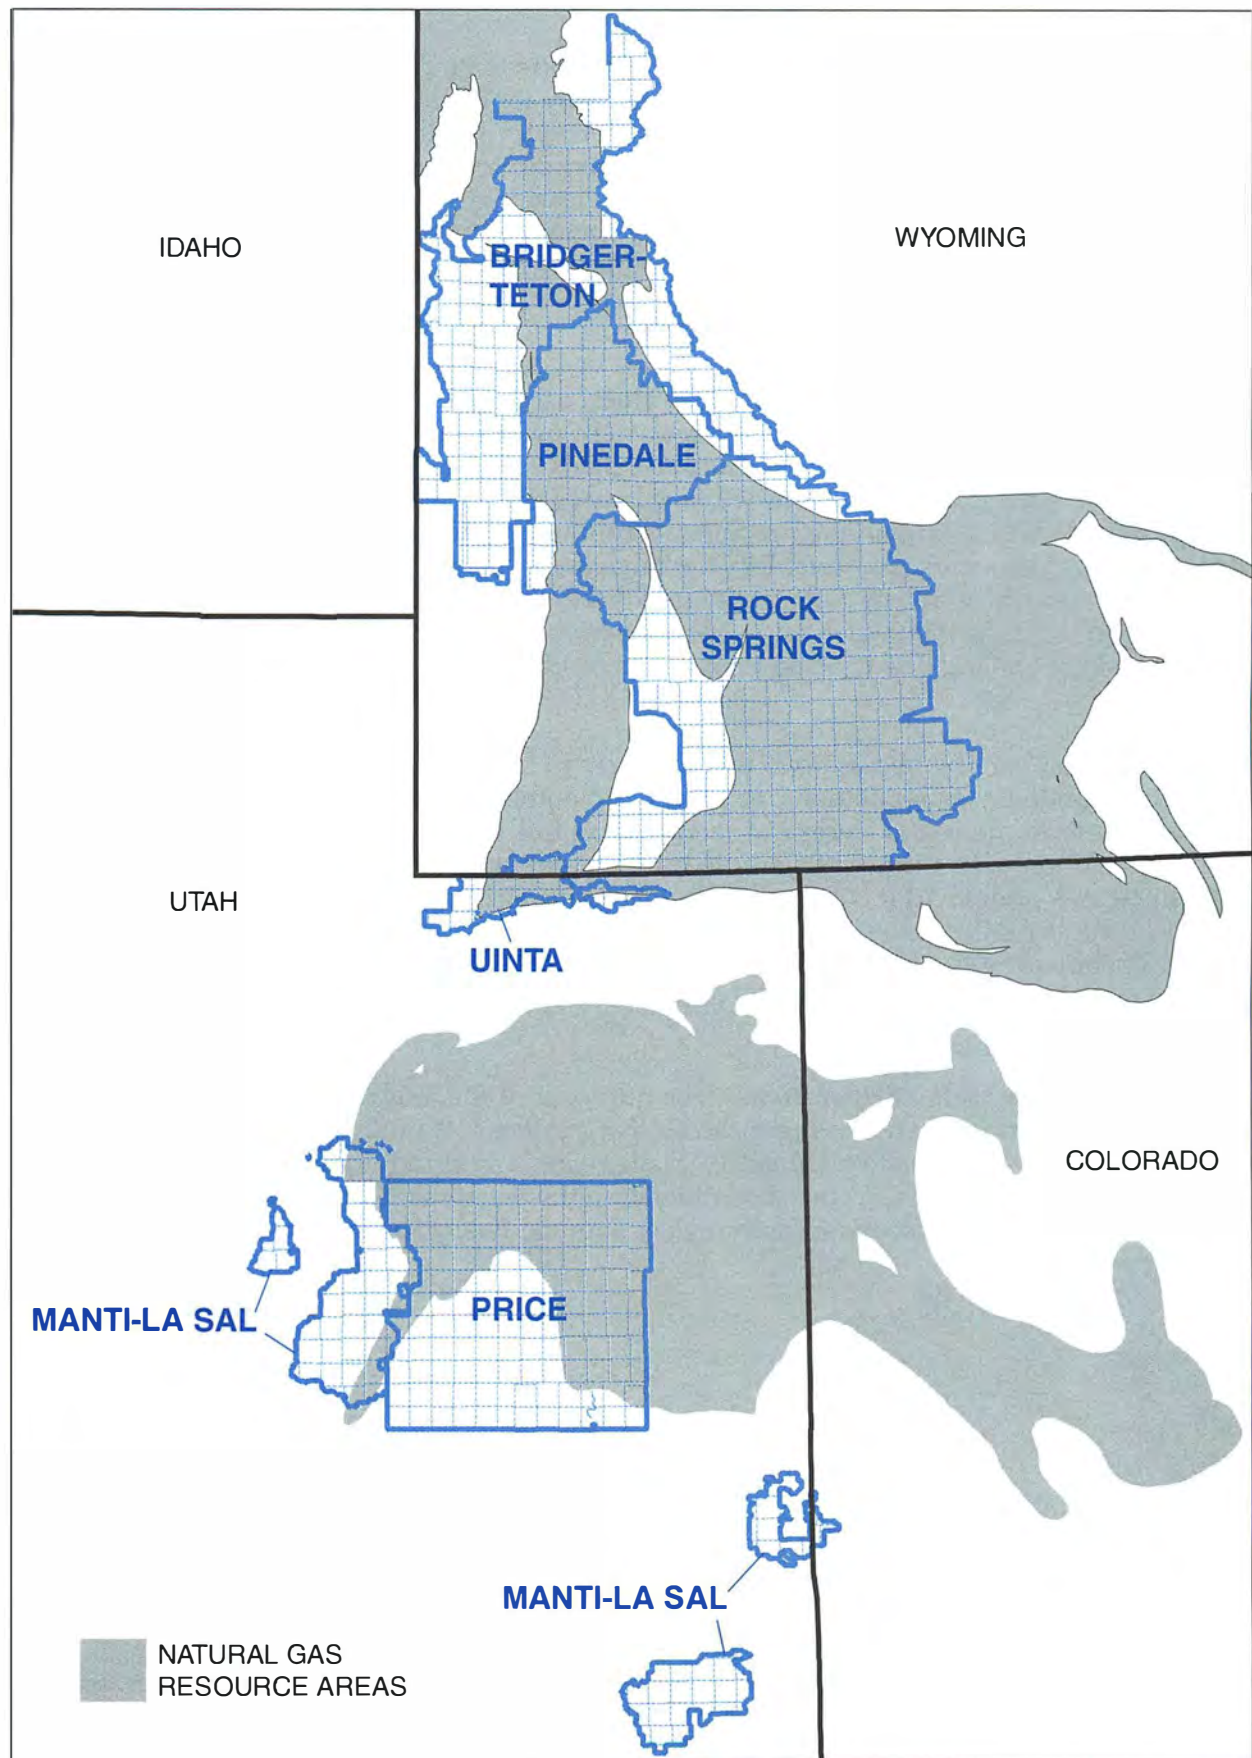 IDAHO
WYOMING
BRIDGER-
TETON
PINEDALE
ROCK
SPRINGS
UTAH
UINTA
COLORADO
MANTI-LA SAL
PRICE
MANTI-LA SAL
NATURAL GAS
RESOURCE AREAS